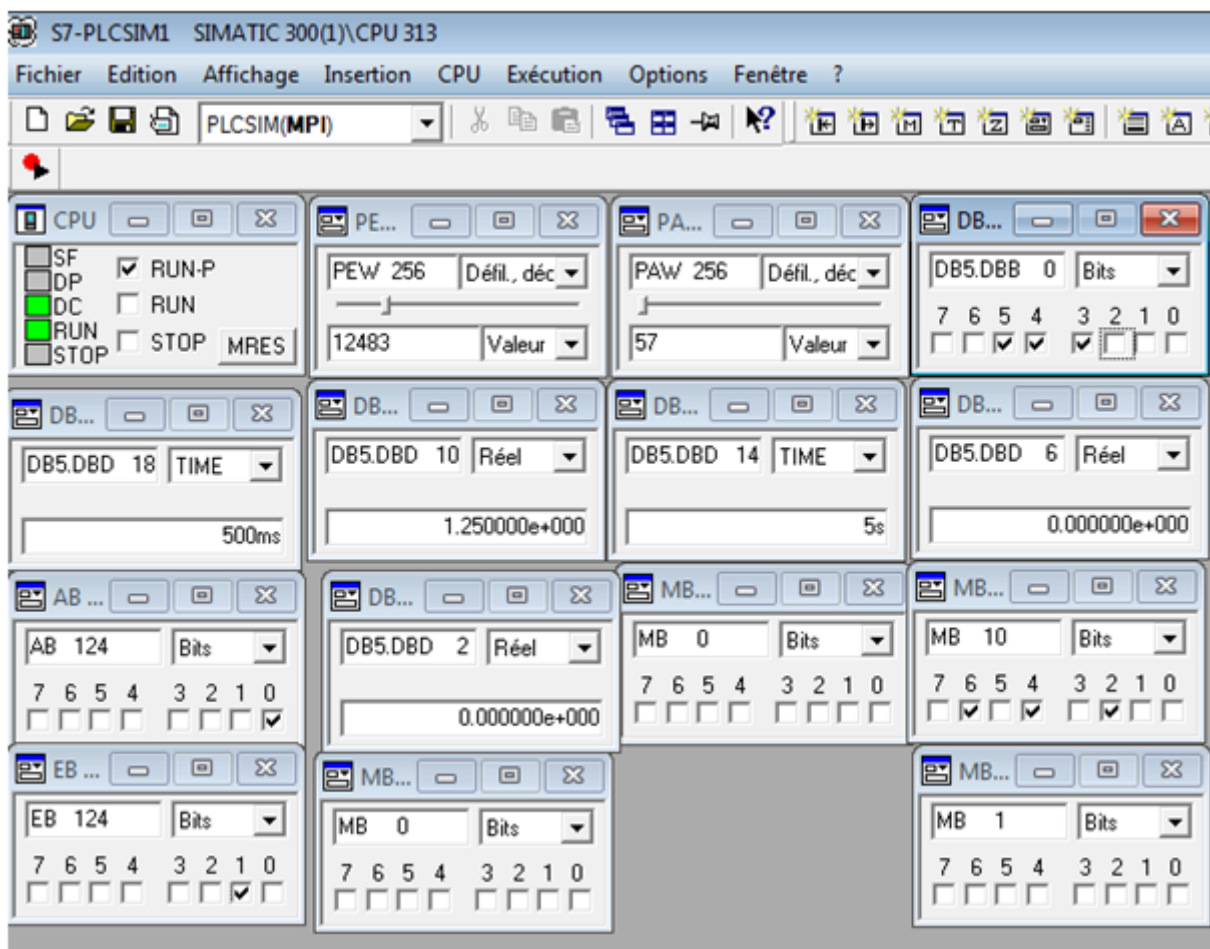 S7-PLCSIM1 SIMATIC 300(1)\CPU 313
Fichier Edition Affichage Insertion CPU Exécution Options Fenêtre ?
PLCSIM(MPI)
CPU
SF
DP
DC
RUN
STOP
RUN-P
RUN
STOP
MRES
PE...
PEW 256 Défil., déc
12483 Valeur
PA...
PAW 256 Défil., déc
57 Valeur
DB...
DB5.DBB 0 Bits
7 6 5 4 3 2 1 0
DB...
DB5.DBD 18 TIME
500ms
DB...
DB5.DBD 10 Réel
1.250000e+000
DB...
DB5.DBD 14 TIME
5s
DB...
DB5.DBD 6 Réel
0.000000e+000
AB ...
AB 124 Bits
7 6 5 4 3 2 1 0
DB...
DB5.DBD 2 Réel
0.000000e+000
MB...
MB 0 Bits
7 6 5 4 3 2 1 0
MB...
MB 10 Bits
7 6 5 4 3 2 1 0
EB ...
EB 124 Bits
7 6 5 4 3 2 1 0
MB...
MB 0 Bits
7 6 5 4 3 2 1 0
MB...
MB 1 Bits
7 6 5 4 3 2 1 0